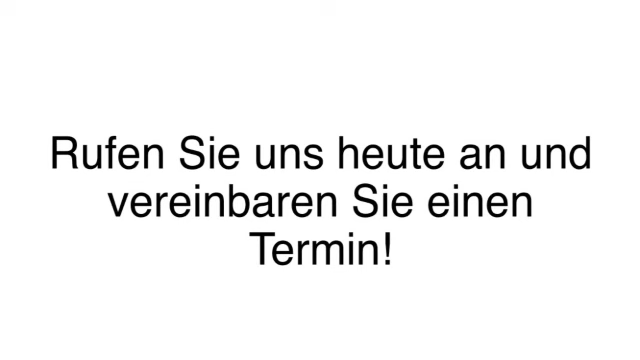 Rufen Sie uns heute an und
vereinbaren Sie einen
Termin!